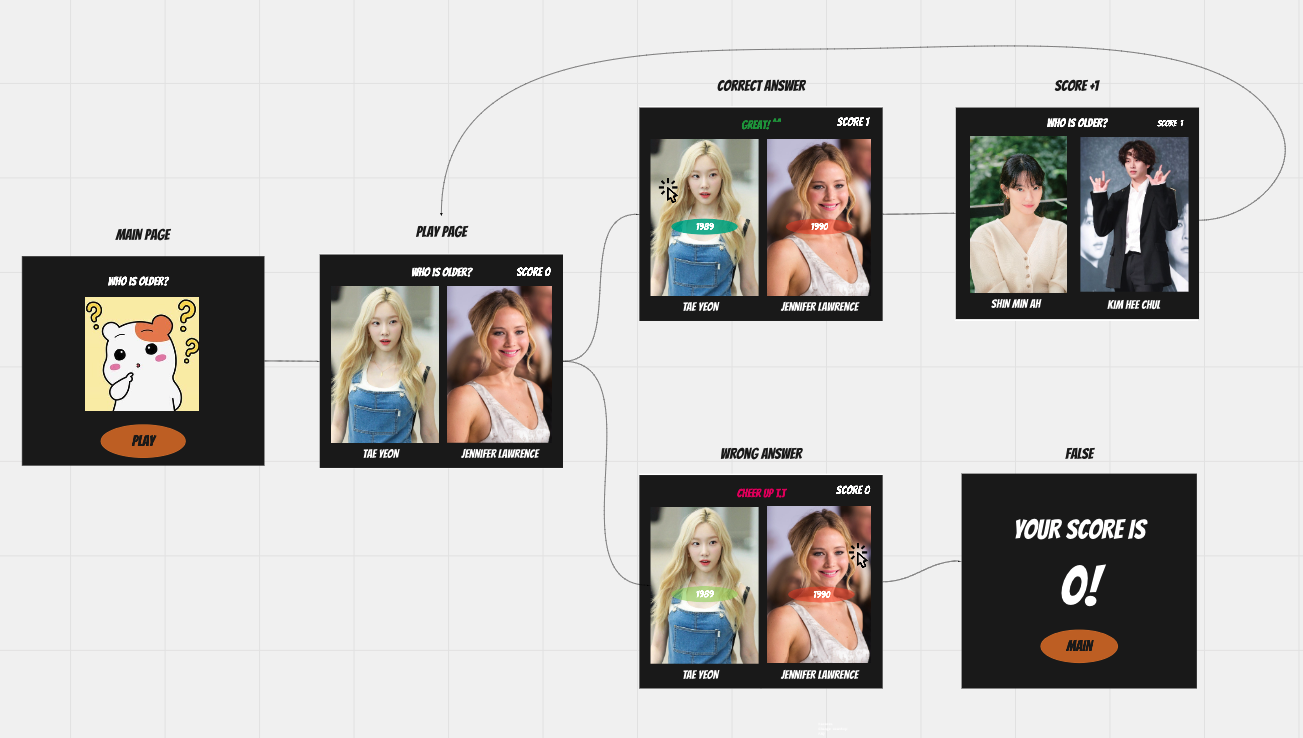 CORRECT ANSWER
SCORE +1
GREAT! ^^
SCORE 1
1989
1990
TAE YEON
JENNIFER LAWRENCE
WHO IS OLDER?
SCORE 1
SHIN MIN AH
KIM HEE CHUL
MAIN PAGE
WHO IS OLDER?
PLAY
PLAY PAGE
WHO IS OLDER?
SCORE 0
TAE YEON
JENNIFER LAWRENCE
WRONG ANSWER
FALSE
CHEER UP T.T
SCORE 0
1989
1990
TAE YEON
JENNIFER LAWRENCE
YOUR SCORE IS
0!
MAIN